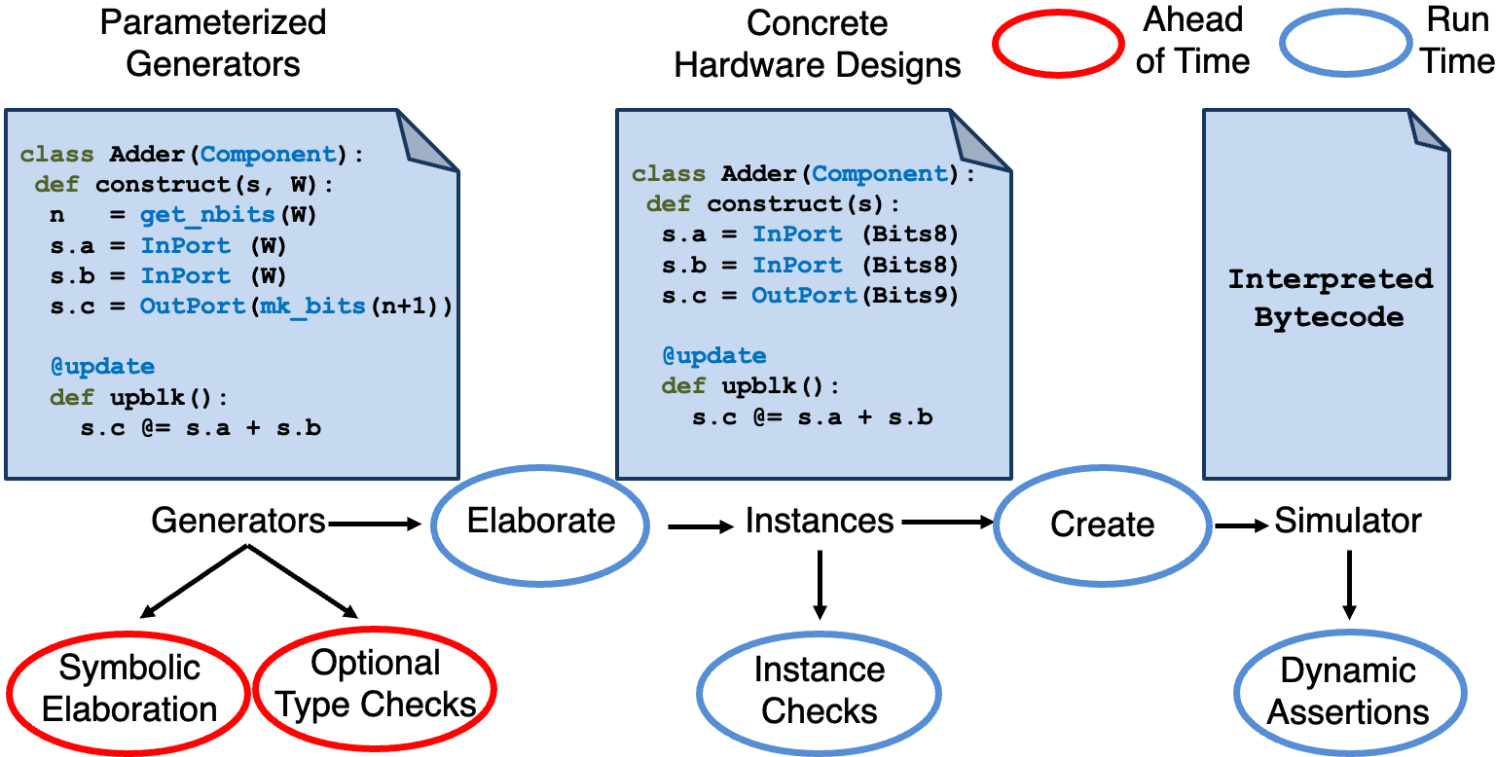 Parameterized
Generators
Concrete
Hardware Designs
Ahead
of Time
Run
Time
class Adder(Component):
 def construct(s, W):
  n   = get_nbits(W)
  s.a = InPort (W)
  s.b = InPort (W)
  s.c = OutPort(mk_bits(n+1))

  @update
  def upblk():
    s.c @= s.a + s.b
class Adder(Component):
 def construct(s):
  s.a = InPort (Bits8)
  s.b = InPort (Bits8)
  s.c = OutPort(Bits9)

  @update
  def upblk():
    s.c @= s.a + s.b
Interpreted
Bytecode
Generators
Elaborate
Instances
Create
Simulator
Symbolic
Elaboration
Optional
Type Checks
Instance
Checks
Dynamic
Assertions